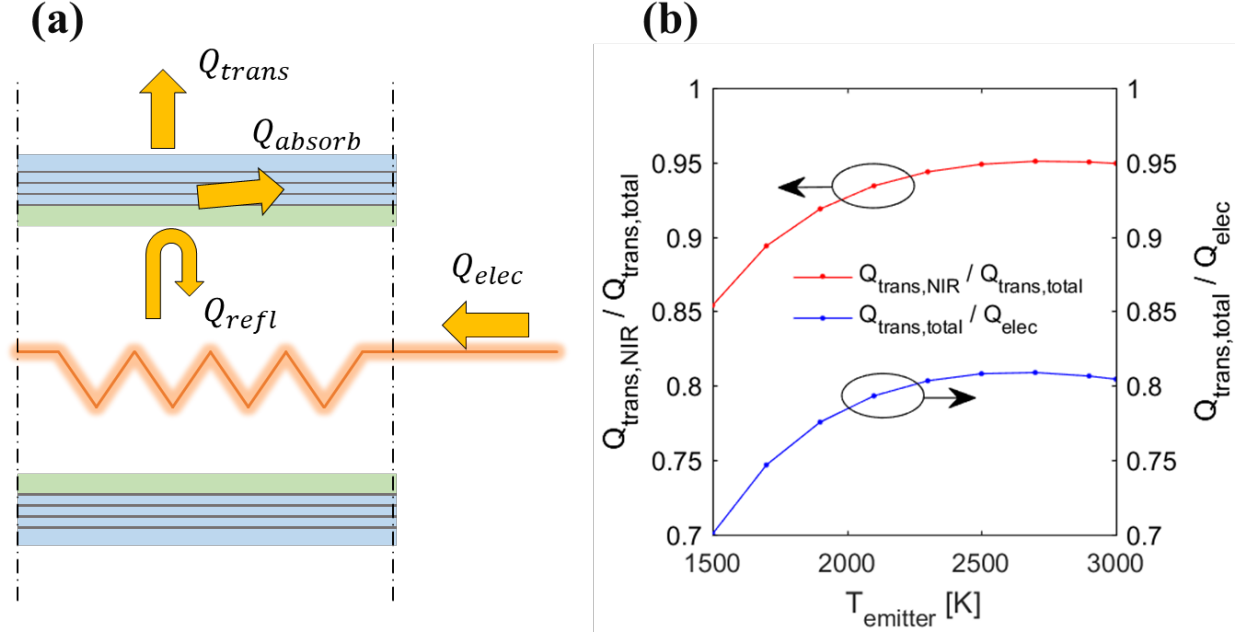 (a)
Q_trans
Q_absorb
Q_refl
Q_elec
(b)
Q_trans,NIR / Q_trans,total
1
0.95
0.9
0.85
0.8
0.75
0.7
1
0.95
0.9
0.85
0.8
0.75
0.7
Q_trans,total / Q_elec
Q_trans,NIR / Q_trans,total
Q_trans,total / Q_elec
1500 2000 2500 3000
T_emitter [K]